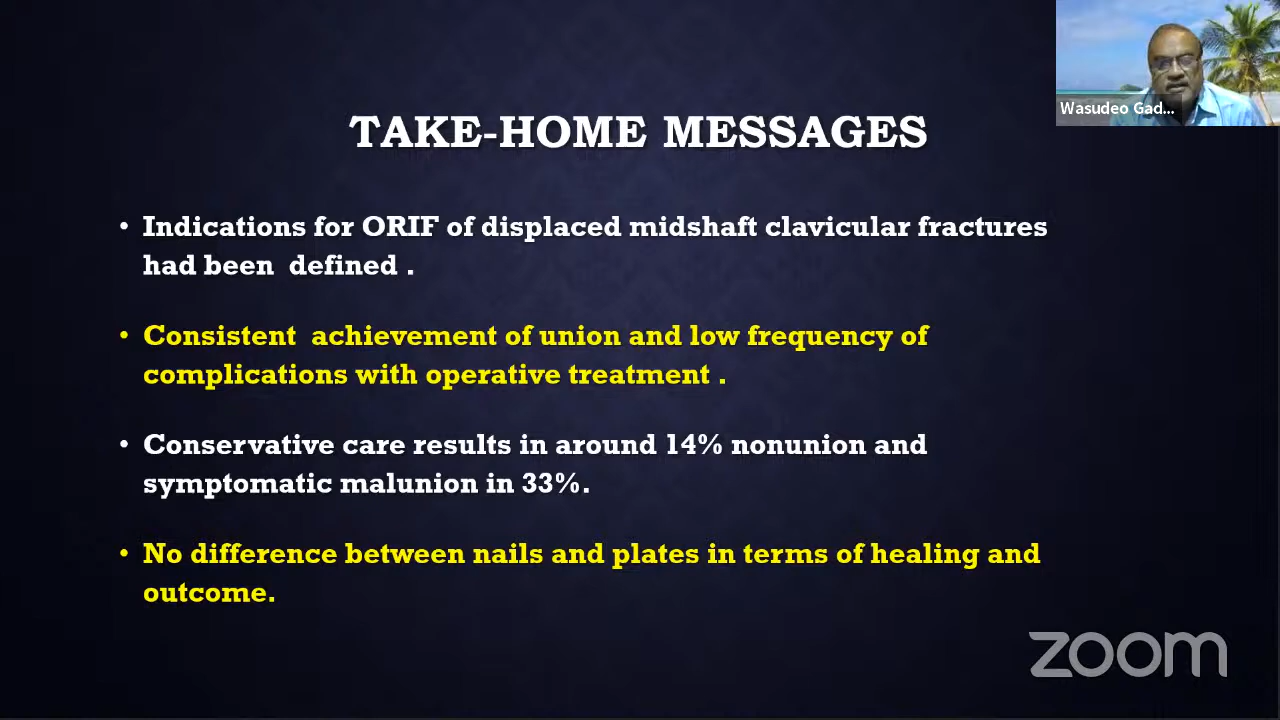 Wasudeo Gad...
TAKE-HOME MESSAGES
• Indications for ORIF of displaced midshaft clavicular fractures
had been  defined .
• Consistent  achievement of union and low frequency of
complications with operative treatment .
• Conservative care results in around 14% nonunion and
symptomatic malunion in 33%.
• No difference between nails and plates in terms of healing and
outcome.
zoom